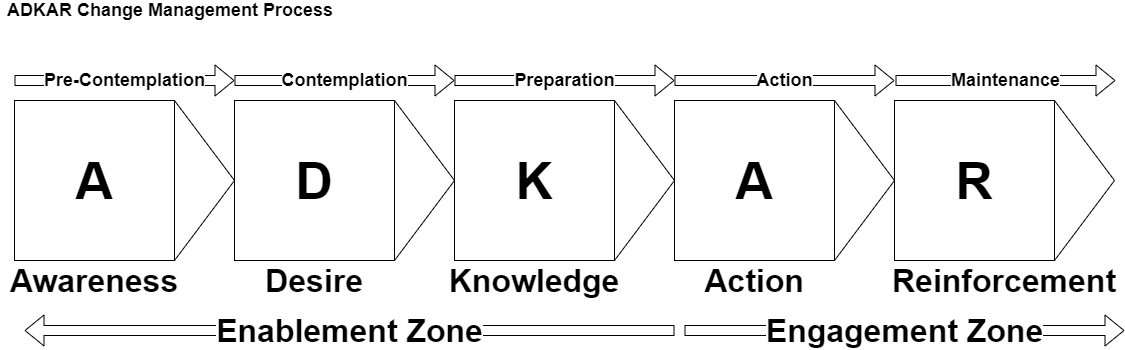 ADKAR Change Management Process
Pre-Contemplation Contemplation Preparation Action Maintenance
A D K A R
Awareness Desire Knowledge Action Reinforcement
Enablement Zone Engagement Zone